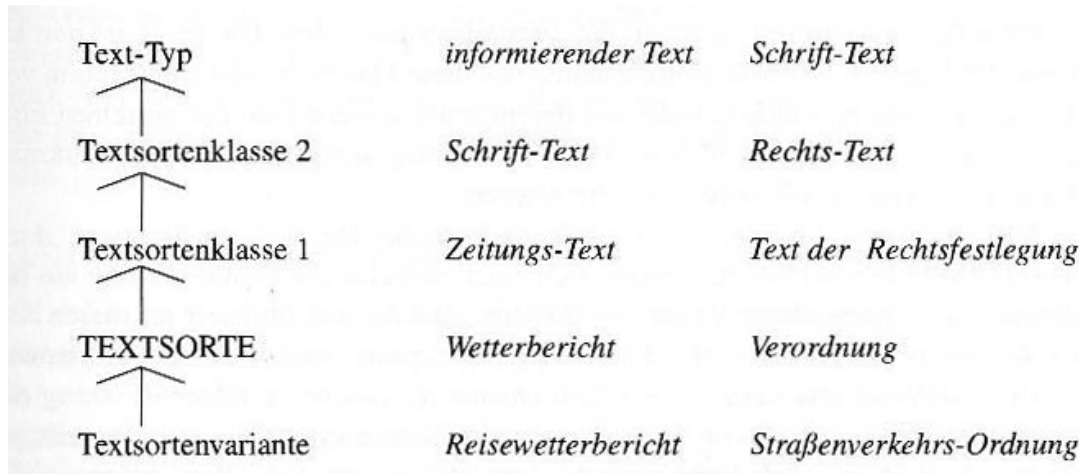 Text-Typ informierender Text Schrift-Text
Textsortenklasse 2 Schrift-Text Rechts-Text
Textsortenklasse 1 Zeitungs-Text Text der Rechtsfestlegung
TEXTSORTE Wetterbericht Verordnung
Textsortenvariante Reisewetterbericht Straßenverkehrs-Ordnung